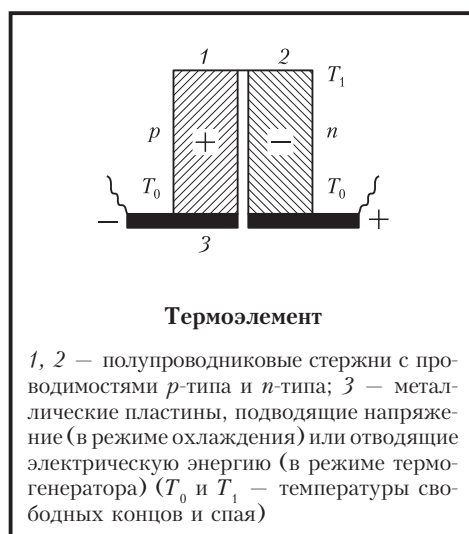 1 2
T₁
p + − n
T₀ T₀
− +
3
Термоэлемент
1, 2 — полупроводниковые стержни с про-
водимостями p-типа и n-типа; 3 — метал-
лические пластины, подводящие напряже-
ние (в режиме охлаждения) или отводящие
электрическую энергию (в режиме термо-
генератора) (T₀ и T₁ — температуры сво-
бодных концов и спая)